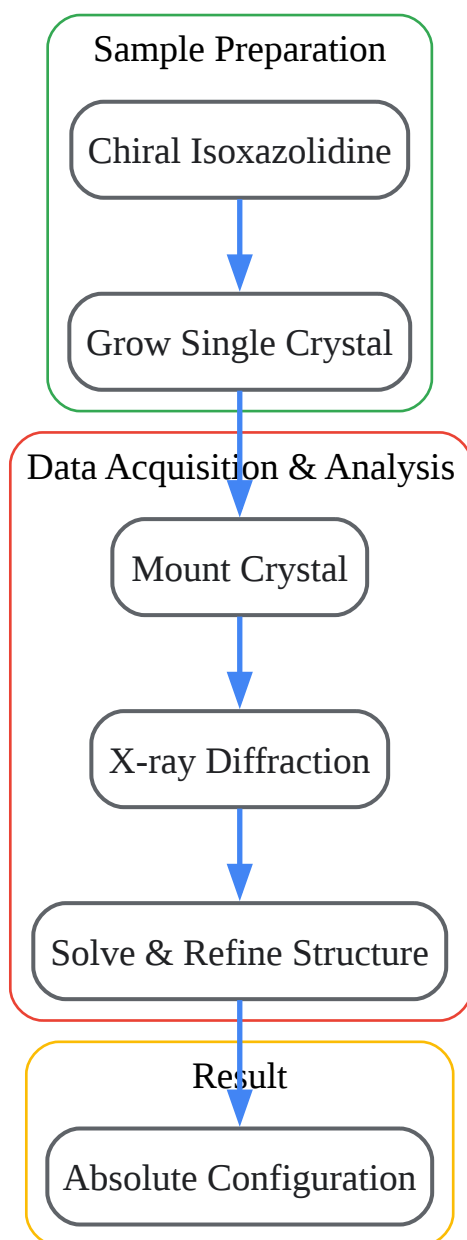 Sample Preparation
Chiral Isoxazolidine
Grow Single Crystal
Data Acquisition & Analysis
Mount Crystal
X-ray Diffraction
Solve & Refine Structure
Result
Absolute Configuration